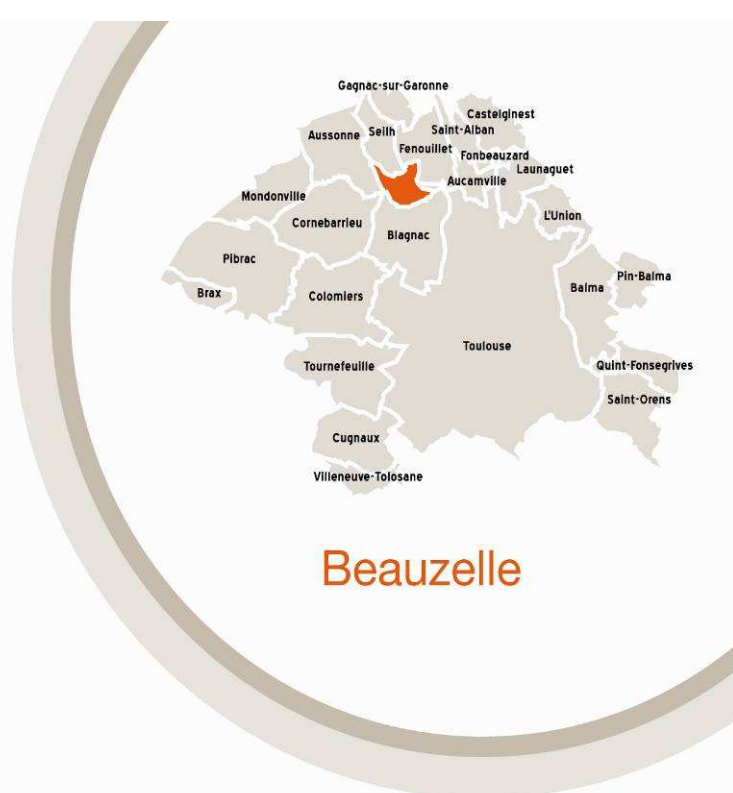 Gagnac-sur-Garonne
Castelginest
Saint-Alban
Aussonne
Seilh
Fenouillet
Fonbeauzard
Launaguet
Aucamville
Mondonville
L'Union
Cornebarrieu
Blagnac
Pibrac
Pin-Balma
Brax
Colomiers
Balma
Toulouse
Tournefeuille
Quint-Fonsegrives
Saint-Orens
Cugnaux
Villeneuve-Tolosane
Beauzelle